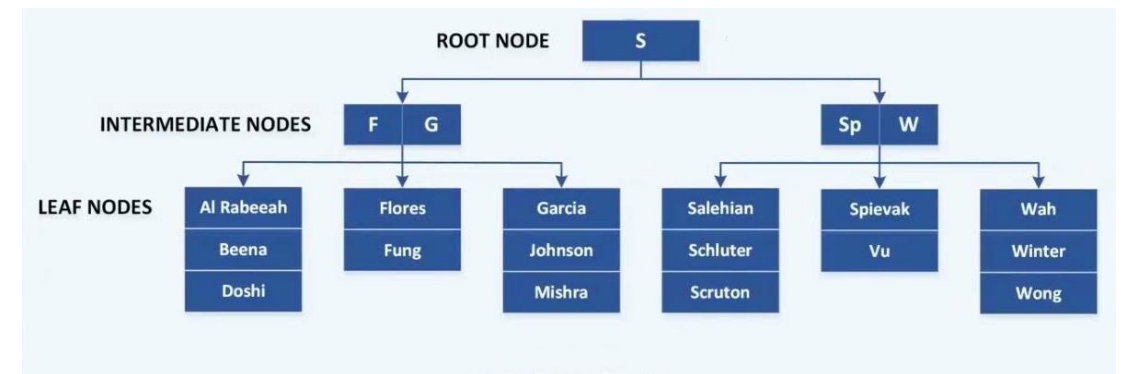 ROOT NODE S
INTERMEDIATE NODES F G Sp W
LEAF NODES Al Rabeeah Flores Garcia Salehian Spievak Wah
Beena Fung Johnson Schluter Vu Winter
Doshi Mishra Scruton Wong